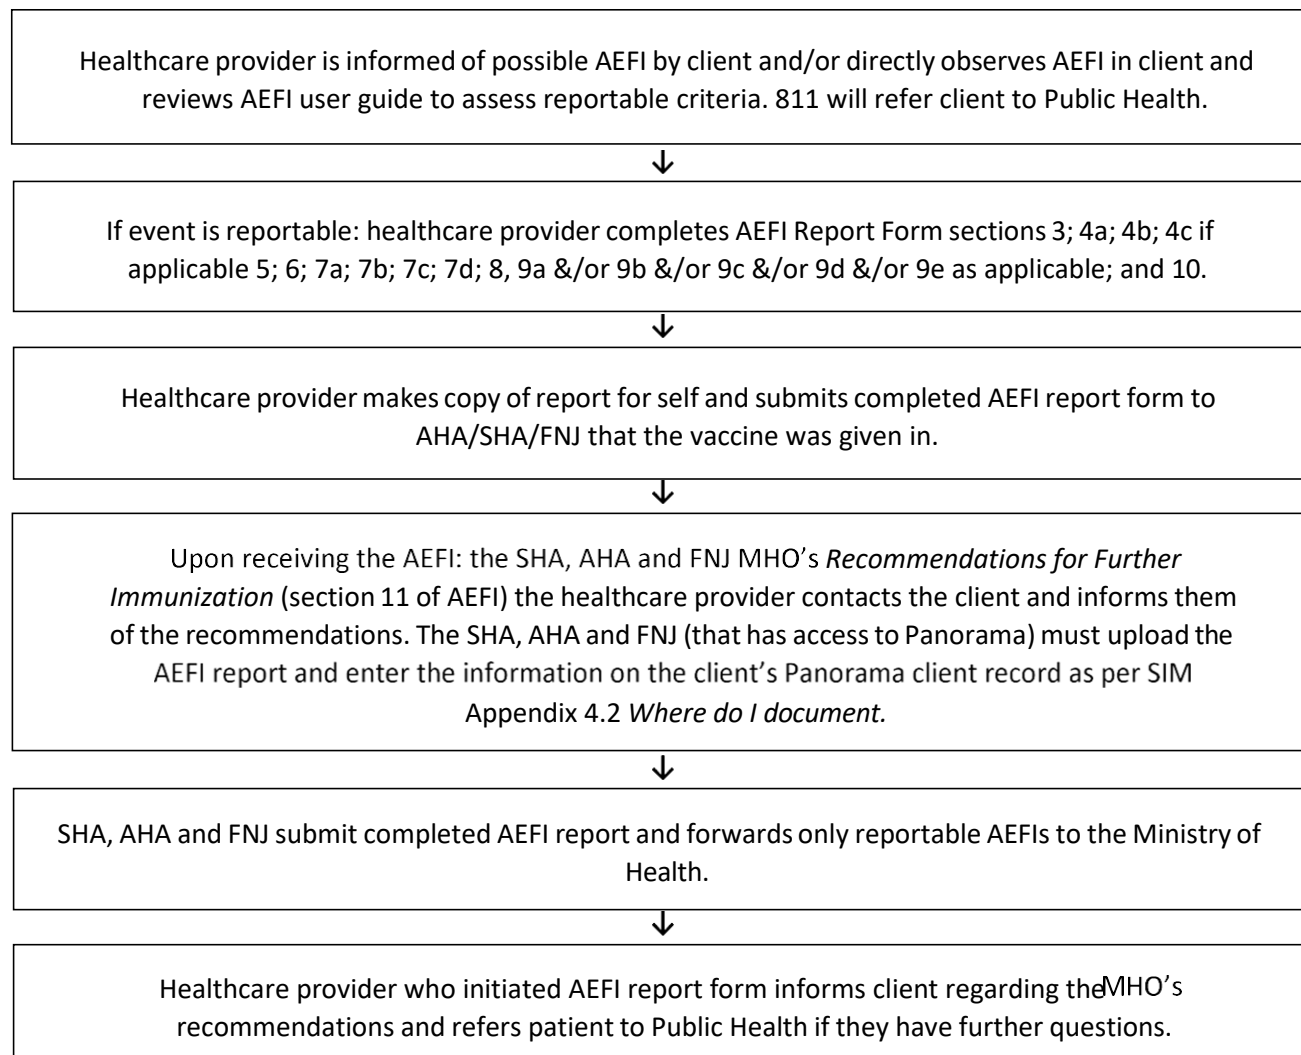 Healthcare provider is informed of possible AEFI by client and/or directly observes AEFI in client and
reviews AEFI user guide to assess reportable criteria. 811 will refer client to Public Health.
If event is reportable: healthcare provider completes AEFI Report Form sections 3; 4a; 4b; 4c if
applicable 5; 6; 7a; 7b; 7c; 7d; 8, 9a &/or 9b &/or 9c &/or 9d &/or 9e as applicable; and 10.
Healthcare provider makes copy of report for self and submits completed AEFI report form to
AHA/SHA/FNJ that the vaccine was given in.
Upon receiving the AEFI: the SHA, AHA and FNJ MHO's Recommendations for Further
Immunization (section 11 of AEFI) the healthcare provider contacts the client and informs them
of the recommendations. The SHA, AHA and FNJ (that has access to Panorama) must upload the
AEFI report and enter the information on the client's Panorama client record as per SIM
Appendix 4.2 Where do I document.
SHA, AHA and FNJ submit completed AEFI report and forwards only reportable AEFIs to the Ministry of
Health.
Healthcare provider who initiated AEFI report form informs client regarding the MHO's
recommendations and refers patient to Public Health if they have further questions.